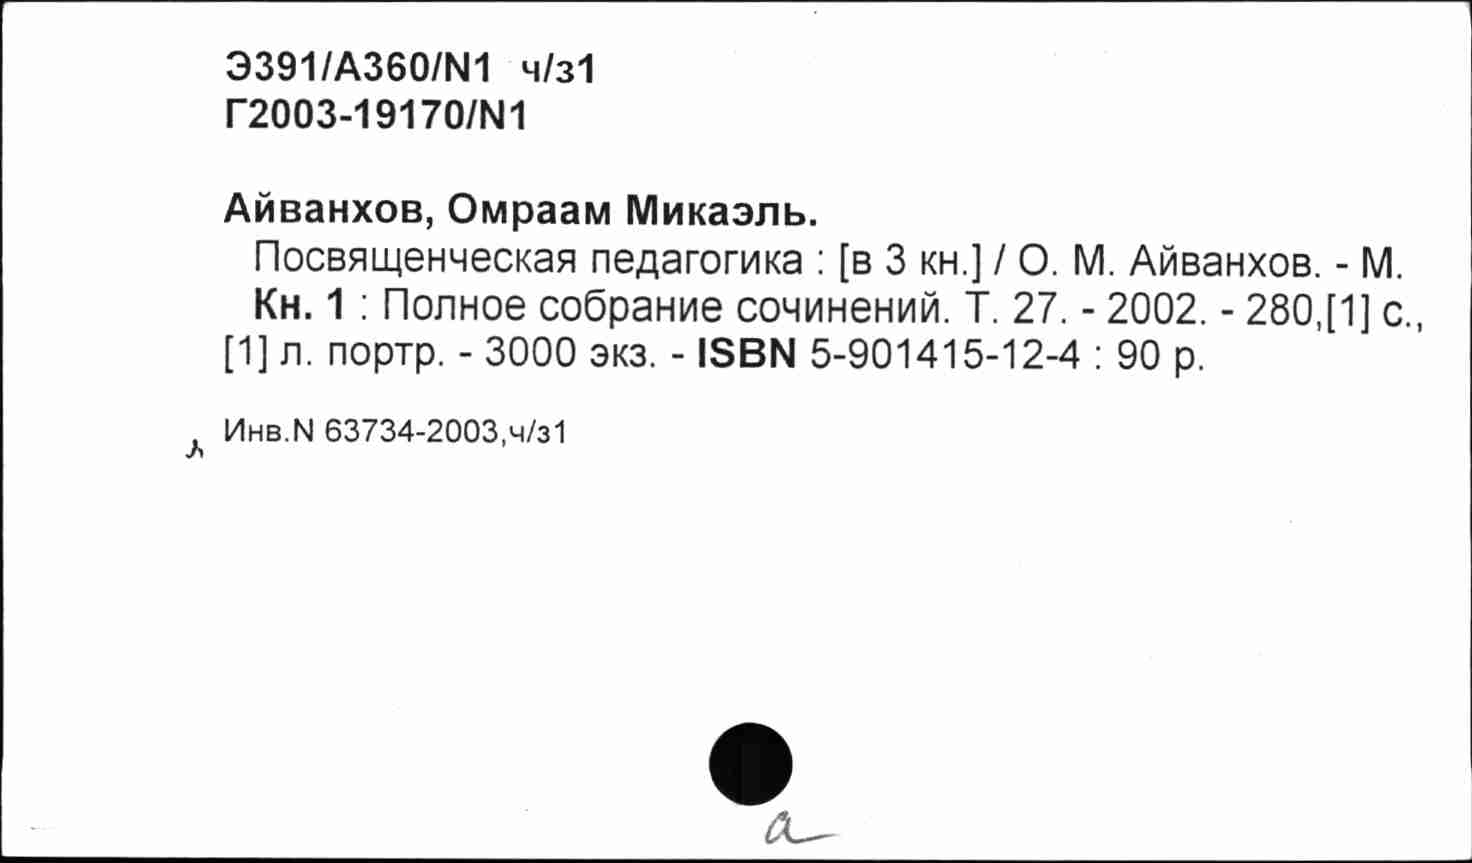 Э391/А360/N1 ч/з1
Г2003-19170/N1
Айванхов, Омраам Микаэль.
Посвященческая педагогика : [в 3 кн.] / О. М. Айванхов. - М.
Кн. 1 : Полное собрание сочинений. Т. 27. - 2002. - 280,[1] с.,
[1] л. портр. - 3000 экз. - ISBN 5-901415-12-4 : 90 р.
Инв.N 63734-2003,ч/з1
а